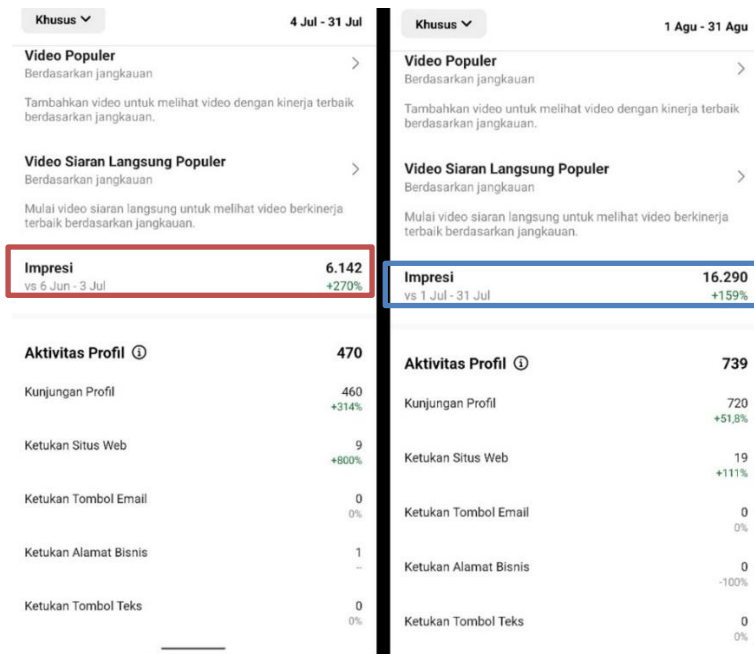 Khusus
4 Jul - 31 Jul
Video Populer
Berdasarkan jangkauan
Tambahkan video untuk melihat video dengan kinerja terbaik
berdasarkan jangkauan.
Video Siaran Langsung Populer
Berdasarkan jangkauan
Mulai video siaran langsung untuk melihat video berkinerja
terbaik berdasarkan jangkauan.
Impresi 6.142
vs 6 Jun - 3 Jul +270%
Aktivitas Profil 470
Kunjungan Profil 460
+314%
Ketukan Situs Web 9
+800%
Ketukan Tombol Email 0
0%
Ketukan Alamat Bisnis 1
--
Ketukan Tombol Teks 0
0%
Khusus
1 Agu - 31 Agu
Video Populer
Berdasarkan jangkauan
Tambahkan video untuk melihat video dengan kinerja terbaik
berdasarkan jangkauan.
Video Siaran Langsung Populer
Berdasarkan jangkauan
Mulai video siaran langsung untuk melihat video berkinerja
terbaik berdasarkan jangkauan.
Impresi 16.290
vs 1 Jul - 31 Jul +159%
Aktivitas Profil 739
Kunjungan Profil 720
+51,8%
Ketukan Situs Web 19
+111%
Ketukan Tombol Email 0
0%
Ketukan Alamat Bisnis 0
-100%
Ketukan Tombol Teks 0
0%